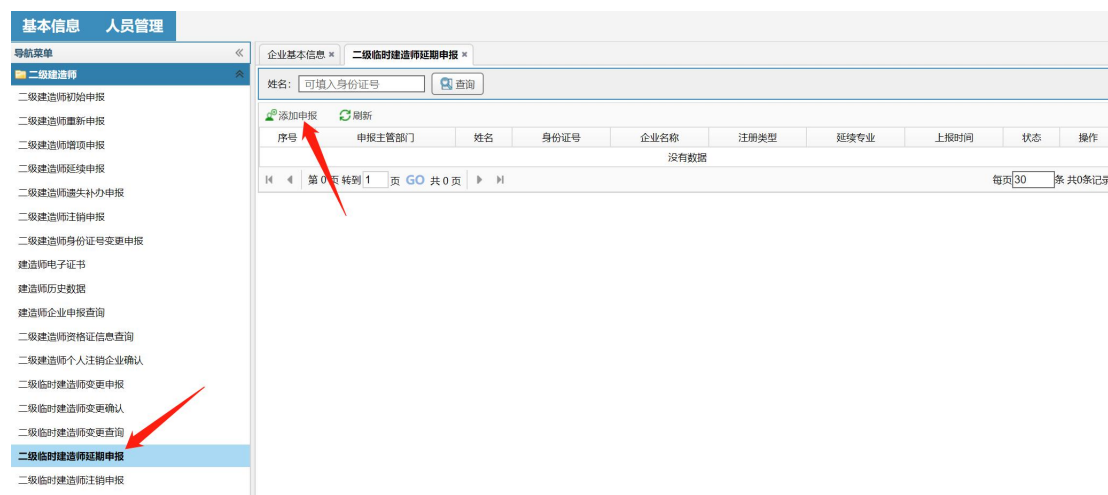 基本信息 人员管理
导航菜单
二级建造师
二级建造师初始申报
二级建造师重新申报
二级建造师增项申报
二级建造师延续申报
二级建造师遗失补办申报
二级建造师注销申报
二级建造师身份证号变更申报
建造师电子证书
建造师历史数据
建造师企业申报查询
二级建造师资格证信息查询
二级建造师个人注销企业确认
二级临时建造师变更申报
二级临时建造师变更确认
二级临时建造师变更查询
二级临时建造师延期申报
二级临时建造师注销申报
企业基本信息 × 二级临时建造师延期申报 ×
姓名: 可填入身份证号 查询
添加申报 刷新
序号 申报主管部门 姓名 身份证号 企业名称 注册类型 延续专业 上报时间 状态 操作
没有数据
第 0 页 转到 1 页 GO 共 0 页 每页 30 条 共0条记录